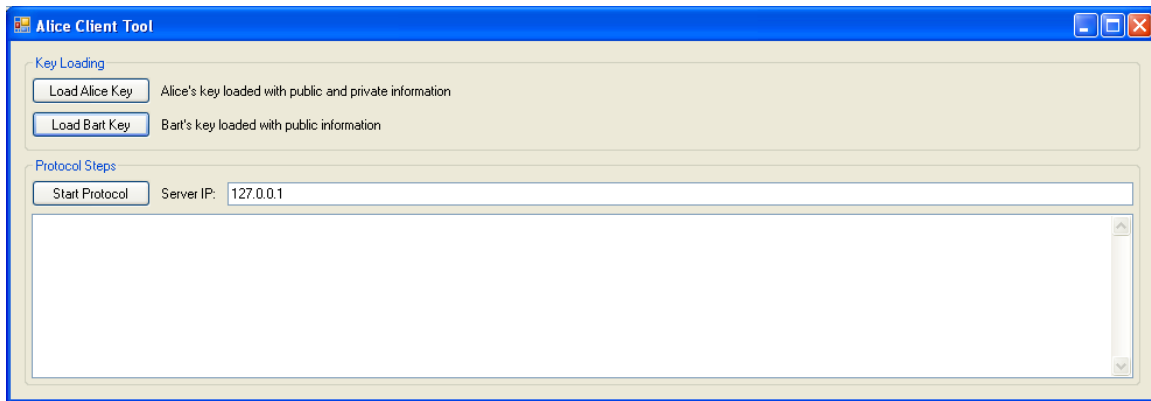 Alice Client Tool
Key Loading
Load Alice Key Alice's key loaded with public and private information
Load Bart Key Bart's key loaded with public information
Protocol Steps
Start Protocol Server IP: 127.0.0.1